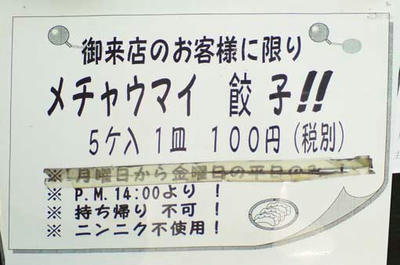 御来店のお客様に限り
メチャウマイ 餃子!!
5ケ入 1皿 100円(税別)
※ 月曜日から金曜日の平日のみ!
※ P.M.14:00より!
※ 持ち帰り 不可!
※ ニンニク不使用!